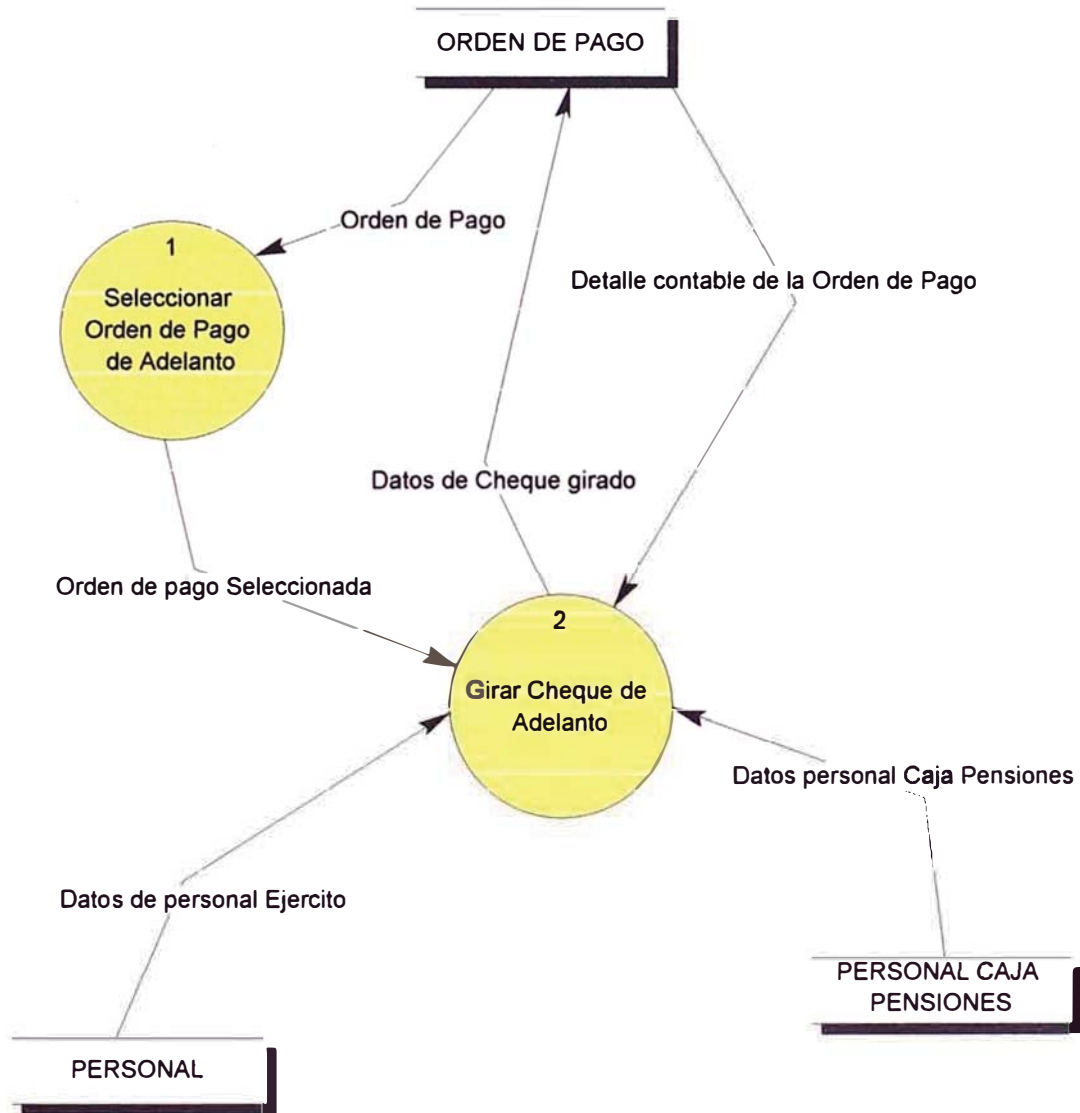 ORDEN DE PAGO
Orden de Pago
1
Seleccionar
Orden de Pago
de Adelanto
Detalle contable de la Orden de Pago
Datos de Cheque girado
Orden de pago Seleccionada
2
Girar Cheque de
Adelanto
Datos personal Caja Pensiones
Datos de personal Ejercito
PERSONAL CAJA
PENSIONES
PERSONAL